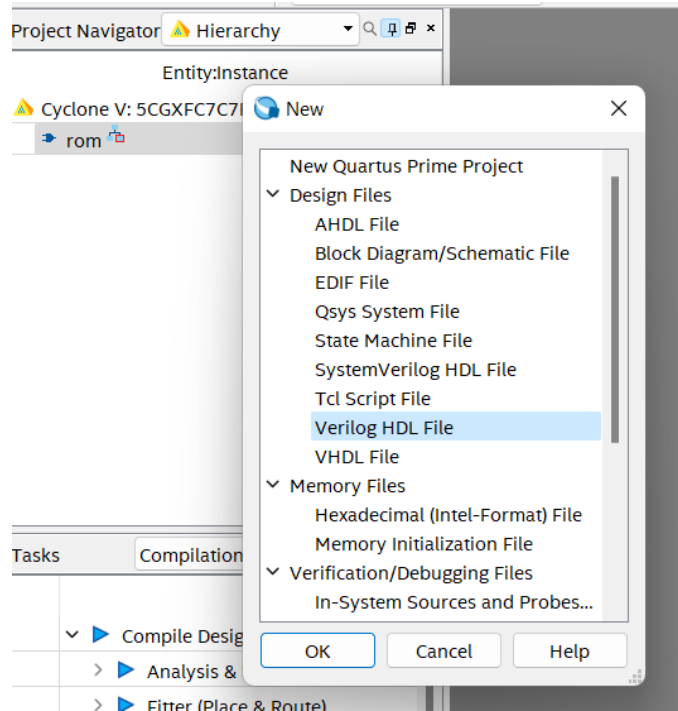 Project Navigator Hierarchy
Entity:Instance
Cyclone V: 5CGXFC7C7
rom
New
New Quartus Prime Project
Design Files
AHDL File
Block Diagram/Schematic File
EDIF File
Qsys System File
State Machine File
SystemVerilog HDL File
Tcl Script File
Verilog HDL File
VHDL File
Memory Files
Hexadecimal (Intel-Format) File
Memory Initialization File
Verification/Debugging Files
In-System Sources and Probes...
OK Cancel Help
Tasks Compilation
Compile Desig
Analysis &
Fitter (Place & Route)